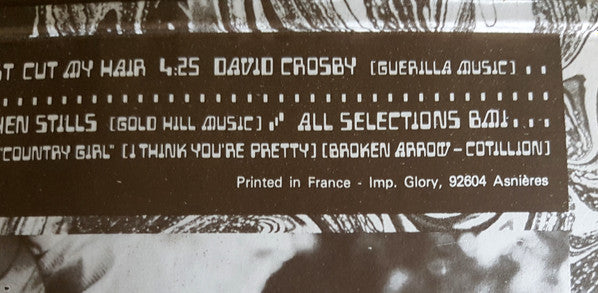 T CUT MY HAIR 4:25 DAVID CROSBY [GUERILLA MUSIC] . .
HEN STILLS [GOLD HILL MUSIC] . ALL SELECTIONS BMI . . .
"COUNTRY GIRL" [I THINK YOU'RE PRETTY] [BROKEN ARROW – COTILLION]
Printed in France - Imp. Glory, 92604 Asnières